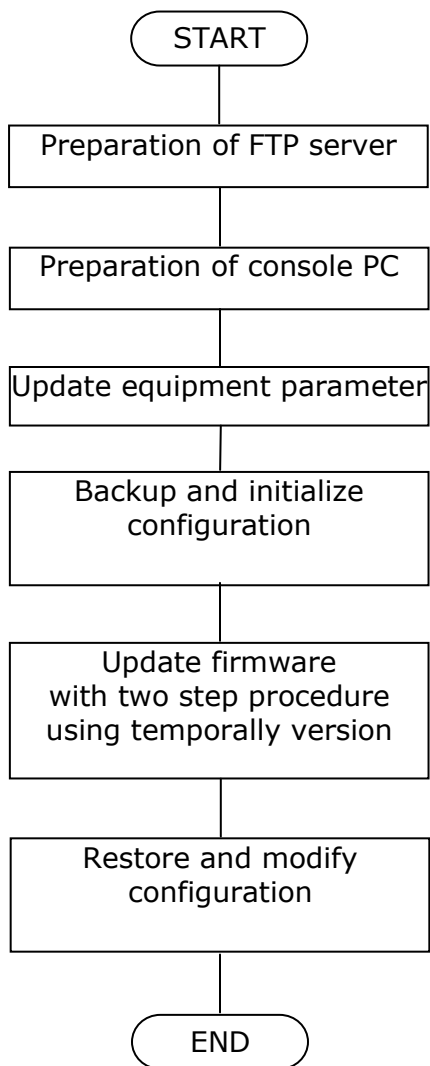 START
Preparation of FTP server
Preparation of console PC
Update equipment parameter
Backup and initialize
configuration
Update firmware
with two step procedure
using temporally version
Restore and modify
configuration
END